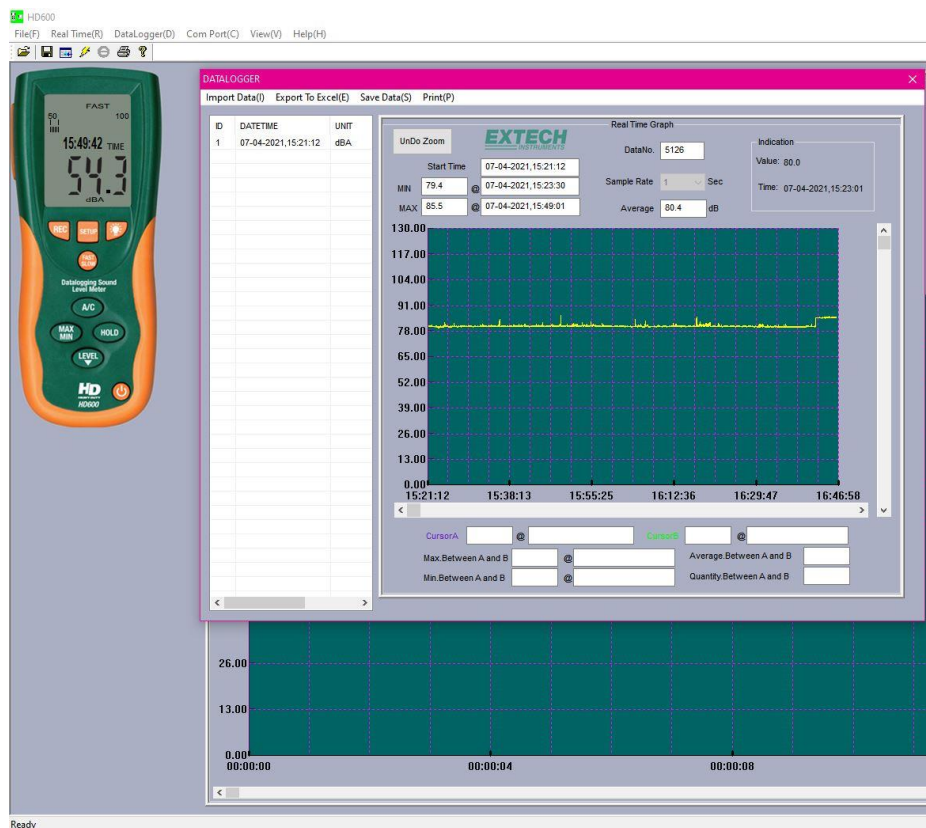 HD600
File(F) Real Time(R) DataLogger(D) Com Port(C) View(V) Help(H)
FAST
50 100
15:49:42 TIME
54.3
dBA
REC SETUP
FAST SLOW
Datalogging Sound
Level Meter
A/C
MAX MIN HOLD
LEVEL
HD
HEAVY DUTY
HD600
DATALOGGER
Import Data(I) Export To Excel(E) Save Data(S) Print(P)
ID DATETIME UNIT
1 07-04-2021,15:21:12 dBA
Real Time Graph
UnDo Zoom EXTECH INSTRUMENTS DataNo. 5126
Start Time 07-04-2021,15:21:12
MIN 79.4 @ 07-04-2021,15:23:30 Sample Rate 1 Sec
MAX 85.5 @ 07-04-2021,15:49:01 Average 80.4 dB
Indication
Value: 80.0
Time: 07-04-2021,15:23:01
130.00
117.00
104.00
91.00
78.00
65.00
52.00
39.00
26.00
13.00
0.00
15:21:12 15:38:13 15:55:25 16:12:36 16:29:47 16:46:58
CursorA @ CursorB @
Max.Between A and B @ Average.Between A and B
Min.Between A and B @ Quantity.Between A and B
26.00
13.00
0.00
00:00:00 00:00:04 00:00:08
Ready